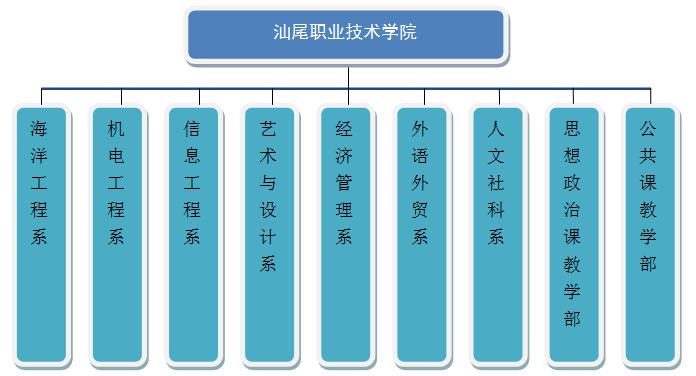 汕尾职业技术学院
海洋工程系
机电工程系
信息工程系
艺术与设计系
经济管理系
外语外贸系
人文社科系
思想政治课教学部
公共课教学部